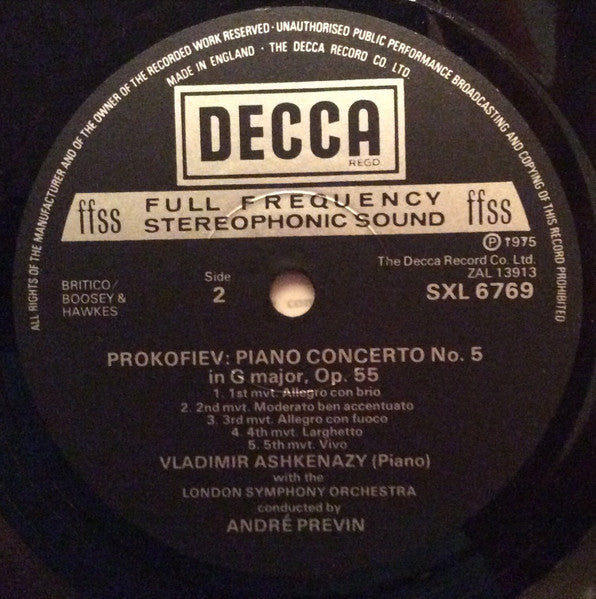 ALL RIGHTS OF THE MANUFACTURER AND OF THE OWNER OF THE RECORDED WORK RESERVED · UNAUTHORISED PUBLIC PERFORMANCE BROADCASTING AND COPYING OF THIS RECORD PROHIBITED
MADE IN ENGLAND · THE DECCA RECORD CO. LTD.
DECCA
REGD
ffss FULL FREQUENCY STEREOPHONIC SOUND ffss
Ⓟ 1975
The Decca Record Co. Ltd.
ZAL 13913
SXL 6769
BRITICO/
BOOSEY &
HAWKES
Side
2
PROKOFIEV: PIANO CONCERTO No. 5
in G major, Op. 55
1. 1st mvt. Allegro con brio
2. 2nd mvt. Moderato ben accentuato
3. 3rd mvt. Allegro con fuoco
4. 4th mvt. Larghetto
5. 5th mvt. Vivo
VLADIMIR ASHKENAZY (Piano)
with the
LONDON SYMPHONY ORCHESTRA
conducted by
ANDRÉ PREVIN